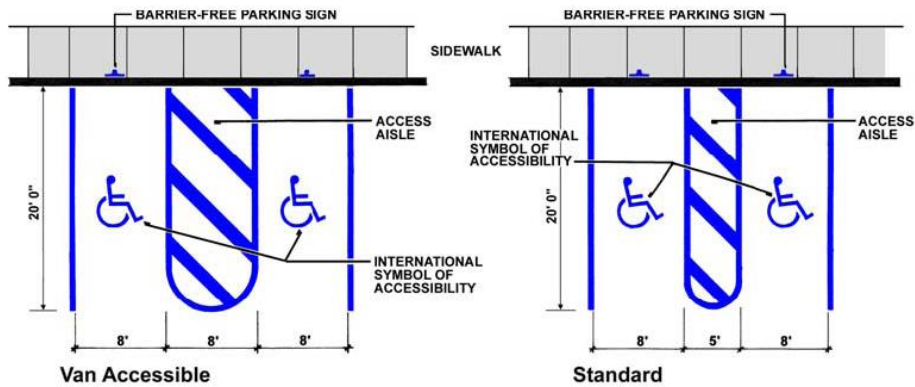 BARRIER-FREE PARKING SIGN
SIDEWALK
ACCESS
AISLE
20' 0"
INTERNATIONAL
SYMBOL OF
ACCESSIBILITY
8'
8'
8'
Van Accessible
BARRIER-FREE PARKING SIGN
ACCESS
AISLE
INTERNATIONAL
SYMBOL OF
ACCESSIBILITY
20' 0"
8'
5'
8'
Standard